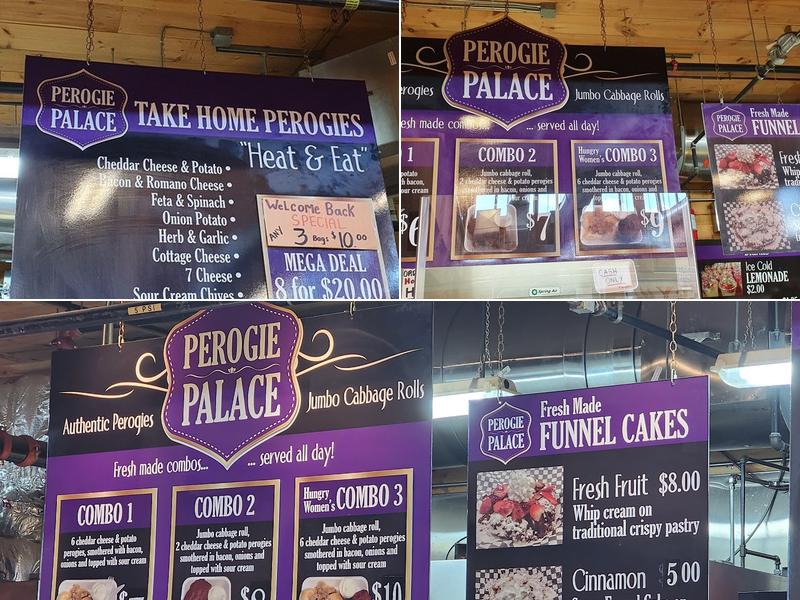 PEROGIE
PALACE
TAKE HOME PEROGIES
"Heat & Eat"
Cheddar Cheese & Potato •
Bacon & Romano Cheese •
Feta & Spinach •
Onion Potato •
Herb & Garlic •
Cottage Cheese •
7 Cheese •
Sour Cream Chives •
Welcome Back
SPECIAL
ANY 3 Bags $10.00
MEGA DEAL
8 for $20.00
PEROGIE
PALACE
Jumbo Cabbage Rolls
... served all day!
1
COMBO 2
Jumbo cabbage roll,
2 cheddar cheese & potato perogies
smothered in bacon, onions and
$7
Hungry
Women's COMBO 3
Jumbo cabbage roll,
6 cheddar cheese & potato perogies
smothered in bacon, onions and
$9
CASH
ONLY
Spring Air
PEROGIE
PALACE
Fresh Made
FUNNEL
Ice Cold
LEMONADE
$2.00
5 PSI
PEROGIE
PALACE
Authentic Perogies
Jumbo Cabbage Rolls
Fresh made combos...
... served all day!
COMBO 1
6 cheddar cheese & potato
perogies, smothered with bacon,
onions and
topped with sour cream
COMBO 2
Jumbo cabbage roll,
2 cheddar cheese & potato perogies
smothered in bacon, onions and
topped with sour cream
Hungry
Women's COMBO 3
Jumbo cabbage roll,
6 cheddar cheese & potato perogies
smothered in bacon, onions and
topped with sour cream
$10
PEROGIE
PALACE
Fresh Made
FUNNEL CAKES
Fresh Fruit $8.00
Whip cream on
traditional crispy pastry
Cinnamon 5.00